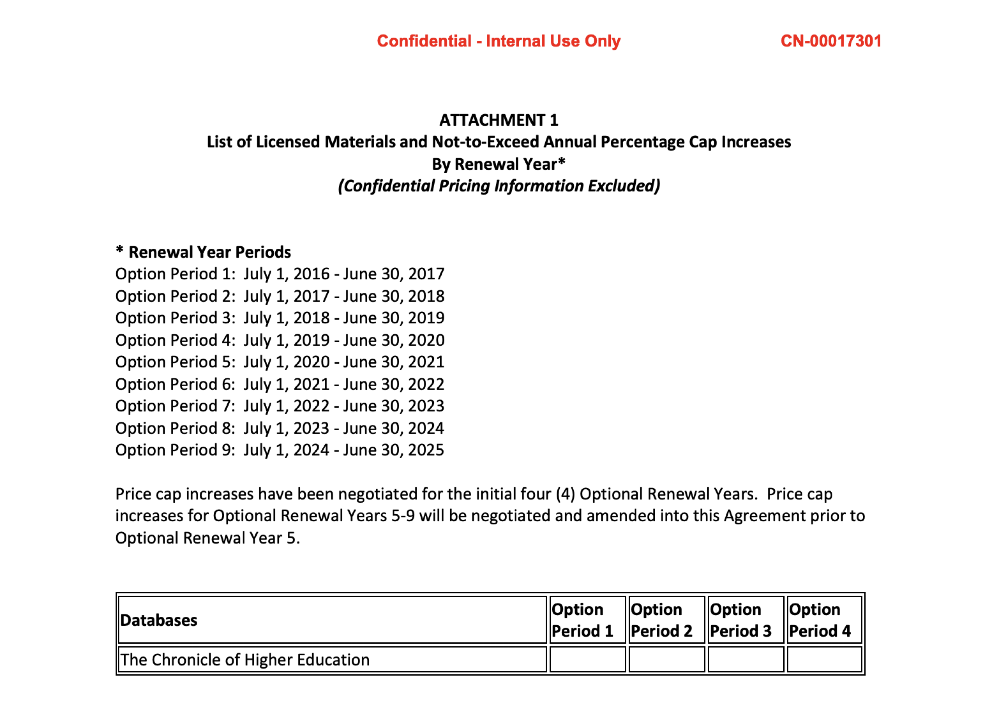 Confidential - Internal Use Only CN-00017301
ATTACHMENT 1
List of Licensed Materials and Not-to-Exceed Annual Percentage Cap Increases
By Renewal Year*
(Confidential Pricing Information Excluded)
* Renewal Year Periods
Option Period 1: July 1, 2016 - June 30, 2017
Option Period 2: July 1, 2017 - June 30, 2018
Option Period 3: July 1, 2018 - June 30, 2019
Option Period 4: July 1, 2019 - June 30, 2020
Option Period 5: July 1, 2020 - June 30, 2021
Option Period 6: July 1, 2021 - June 30, 2022
Option Period 7: July 1, 2022 - June 30, 2023
Option Period 8: July 1, 2023 - June 30, 2024
Option Period 9: July 1, 2024 - June 30, 2025
Price cap increases have been negotiated for the initial four (4) Optional Renewal Years. Price cap
increases for Optional Renewal Years 5-9 will be negotiated and amended into this Agreement prior to
Optional Renewal Year 5.
Databases
Option
Period 1
Option
Period 2
Option
Period 3
Option
Period 4
The Chronicle of Higher Education